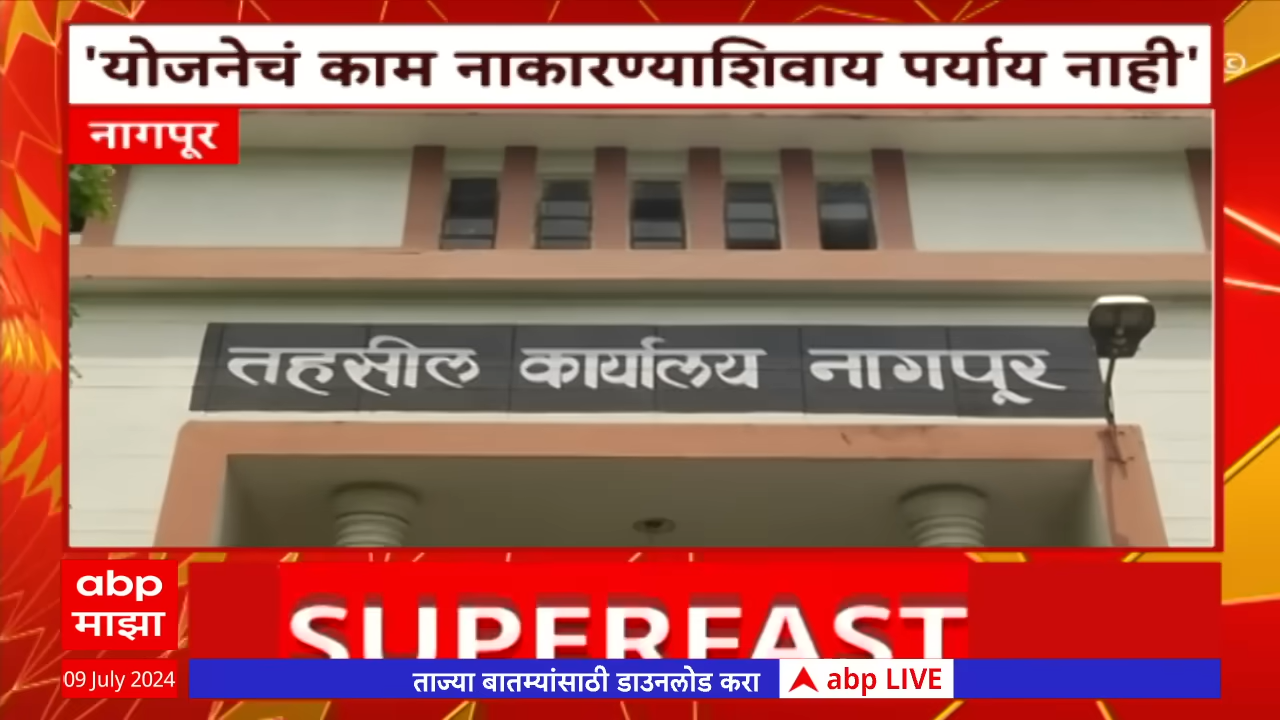 'योजनेचं काम नाकारण्याशिवाय पर्याय नाही'
©
नागपूर
तहसील कार्यालय नागपूर
abp
माझा
SUPERFAST
09 July 2024
ताज्या बातम्यांसाठी डाउनलोड करा
abp LIVE